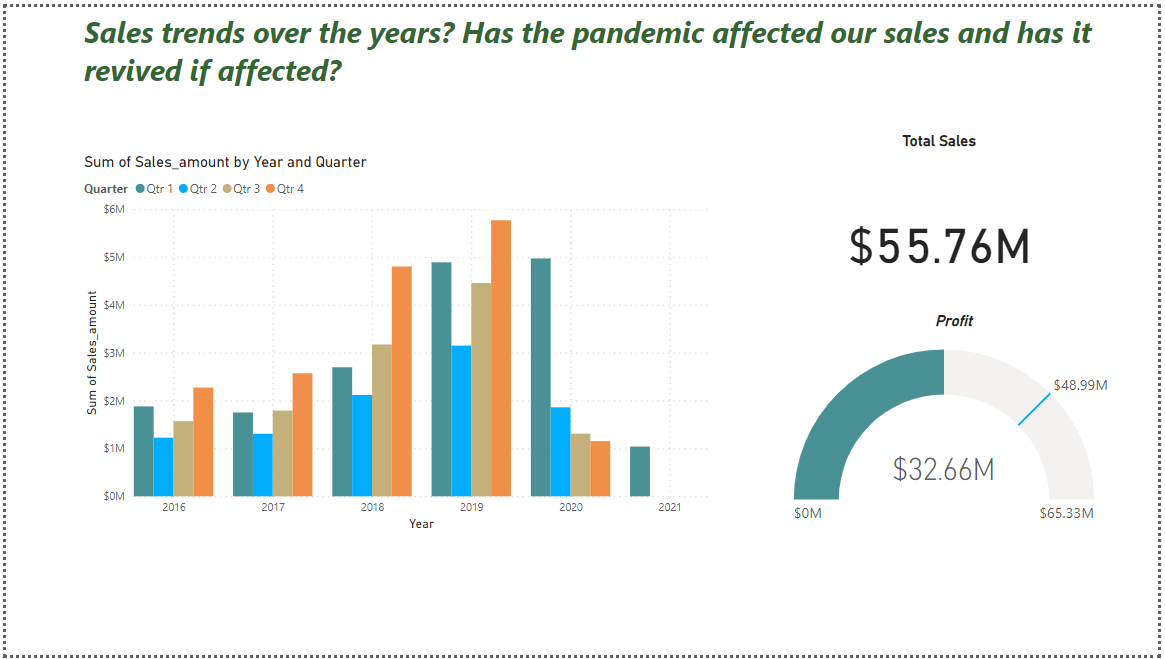 Sales trends over the years? Has the pandemic affected our sales and has it
revived if affected?
Sum of Sales_amount by Year and Quarter
Quarter Qtr 1 Qtr 2 Qtr 3 Qtr 4
$6M
$5M
$4M
$3M
$2M
$1M
$0M
Sum of Sales_amount
2016 2017 2018 2019 2020 2021
Year
Total Sales
$55.76M
Profit
$48.99M
$32.66M
$0M
$65.33M